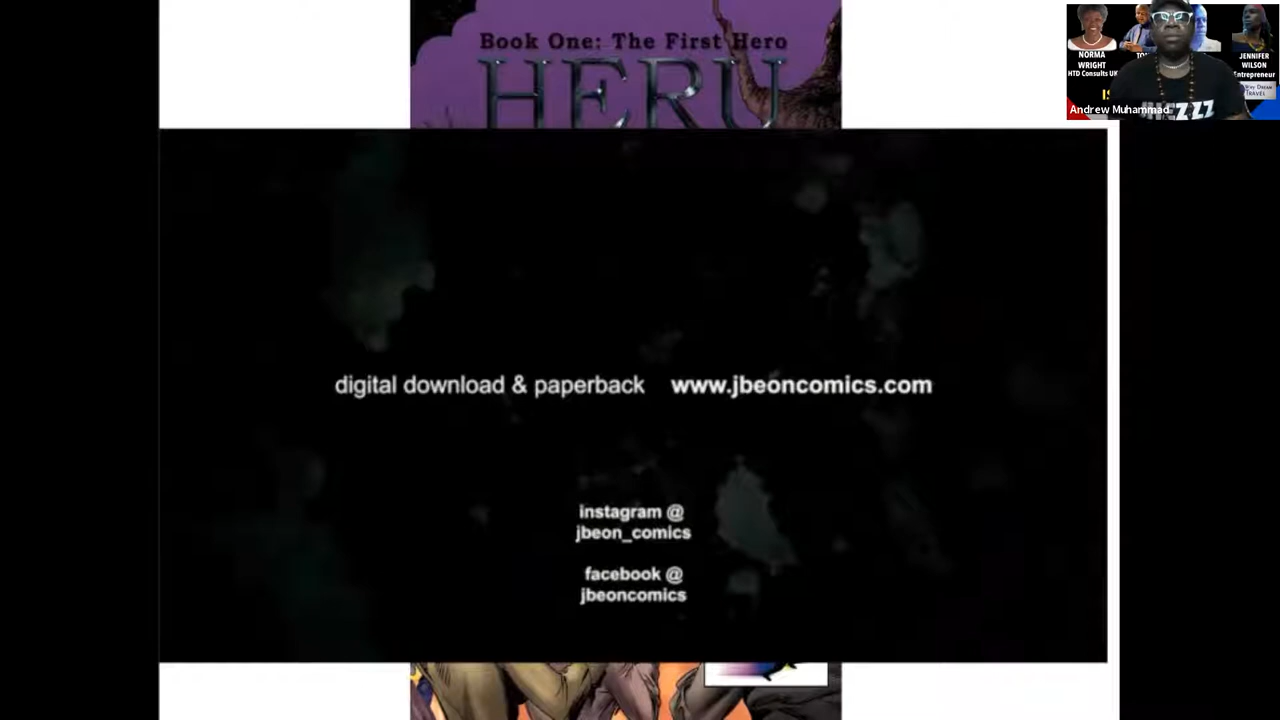 Book One: The First Hero
HERU
digital download & paperback www.jbeoncomics.com
instagram @
jbeon_comics
facebook @
jbeoncomics
NORMA
WRIGHT
HTD Consults UK
JENNIFER
WILSON
Entrepreneur
TRAVEL
Andrew Muhammad